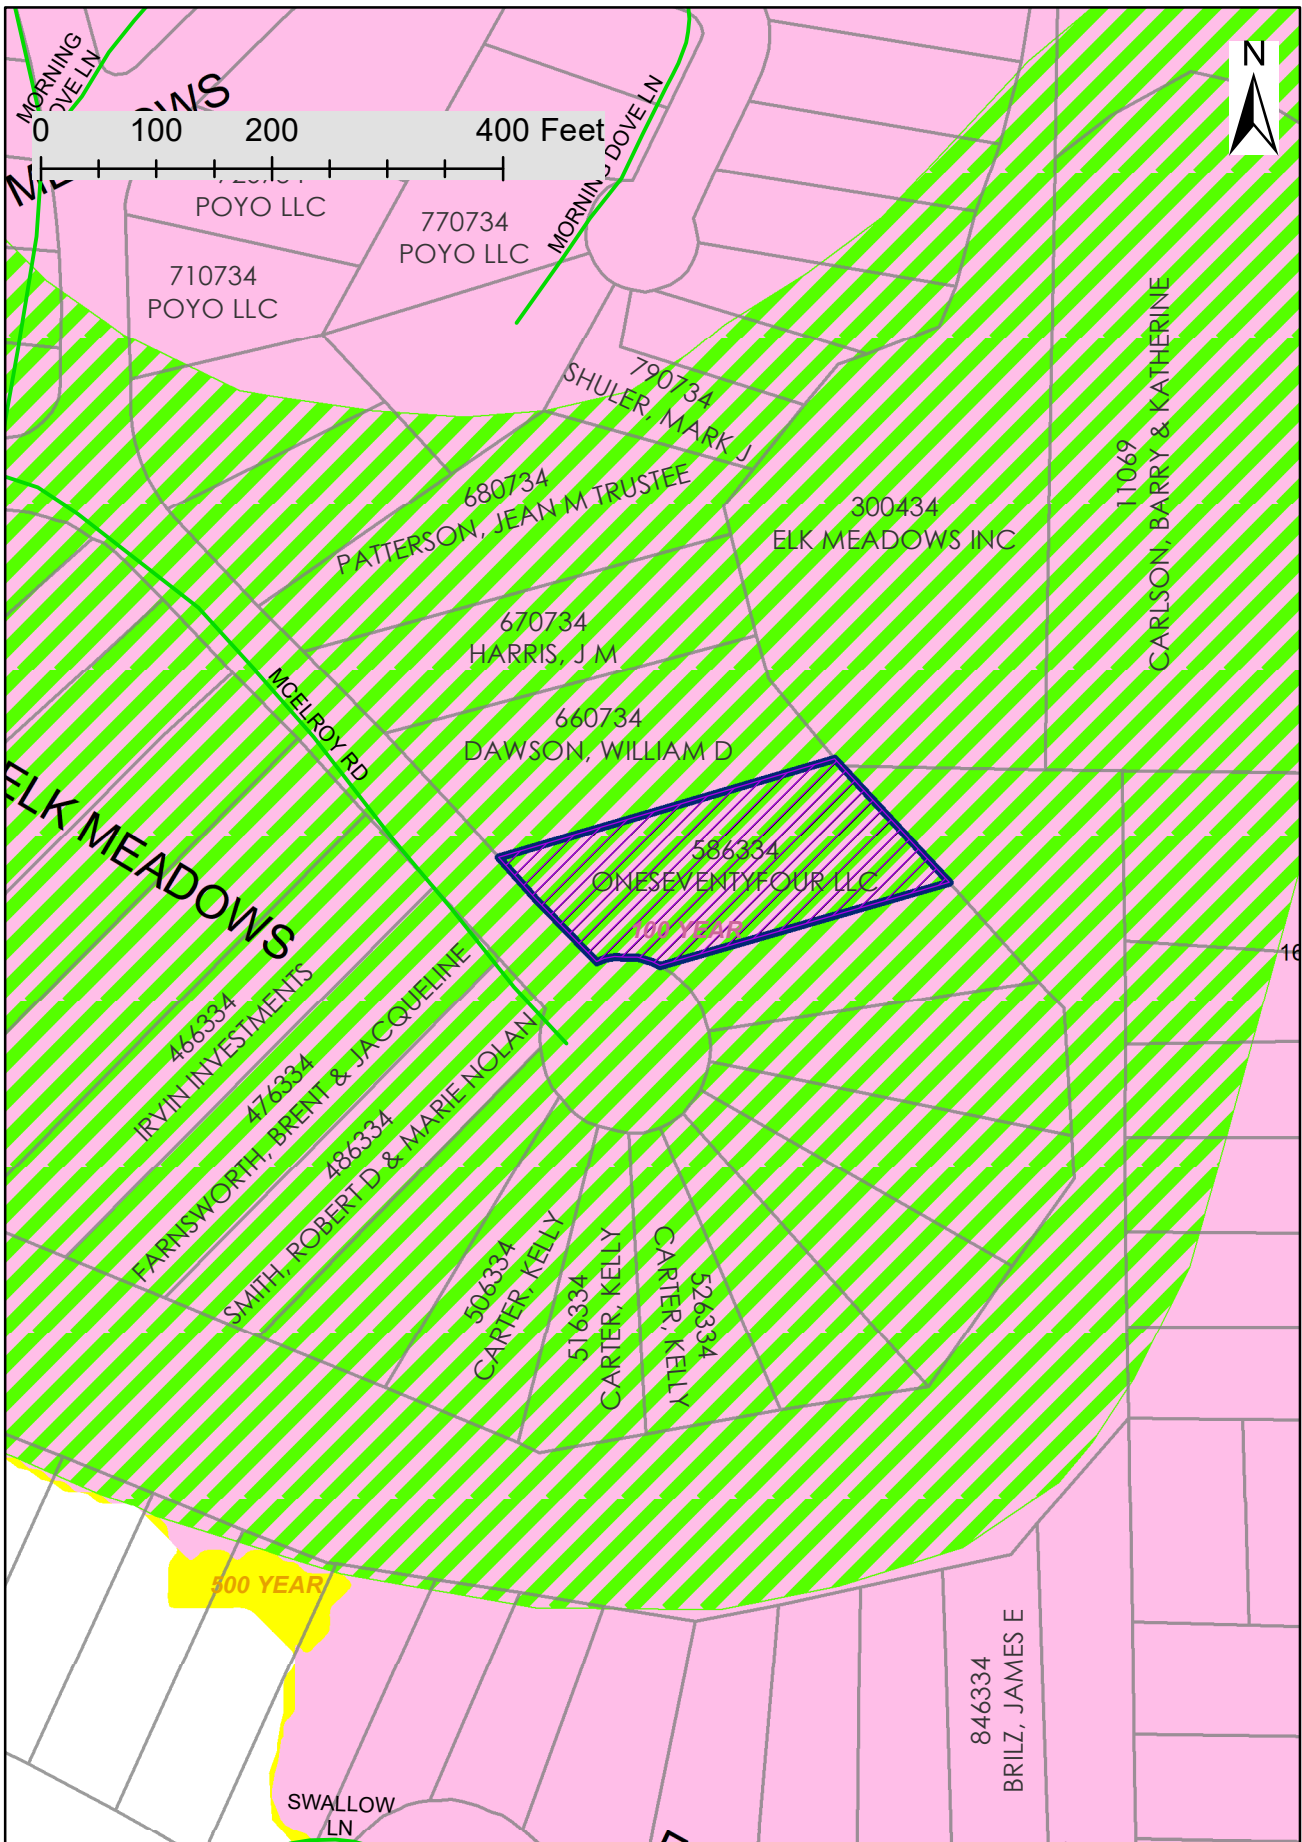 MORNING
OVE LN
OWS
N
0 100 200 400 Feet
MORNING DOVE LN
POYO LLC
770734
POYO LLC
710734
POYO LLC
790734
SHULER, MARK J
680734
PATTERSON, JEAN M TRUSTEE
300434
ELK MEADOWS INC
11069
CARLSON, BARRY & KATHERINE
670734
HARRIS, J M
MCELROY RD
660734
DAWSON, WILLIAM D
ELK MEADOWS
586334
ONESEVENTYFOUR LLC
100 YEAR
16
466334
IRVIN INVESTMENTS
476334
FARNSWORTH, BRENT & JACQUELINE
486334
SMITH, ROBERT D & MARIE NOLAN
506334
CARTER, KELLY
516334
CARTER, KELLY
526334
CARTER, KELLY
500 YEAR
846334
BRILZ, JAMES E
SWALLOW
LN